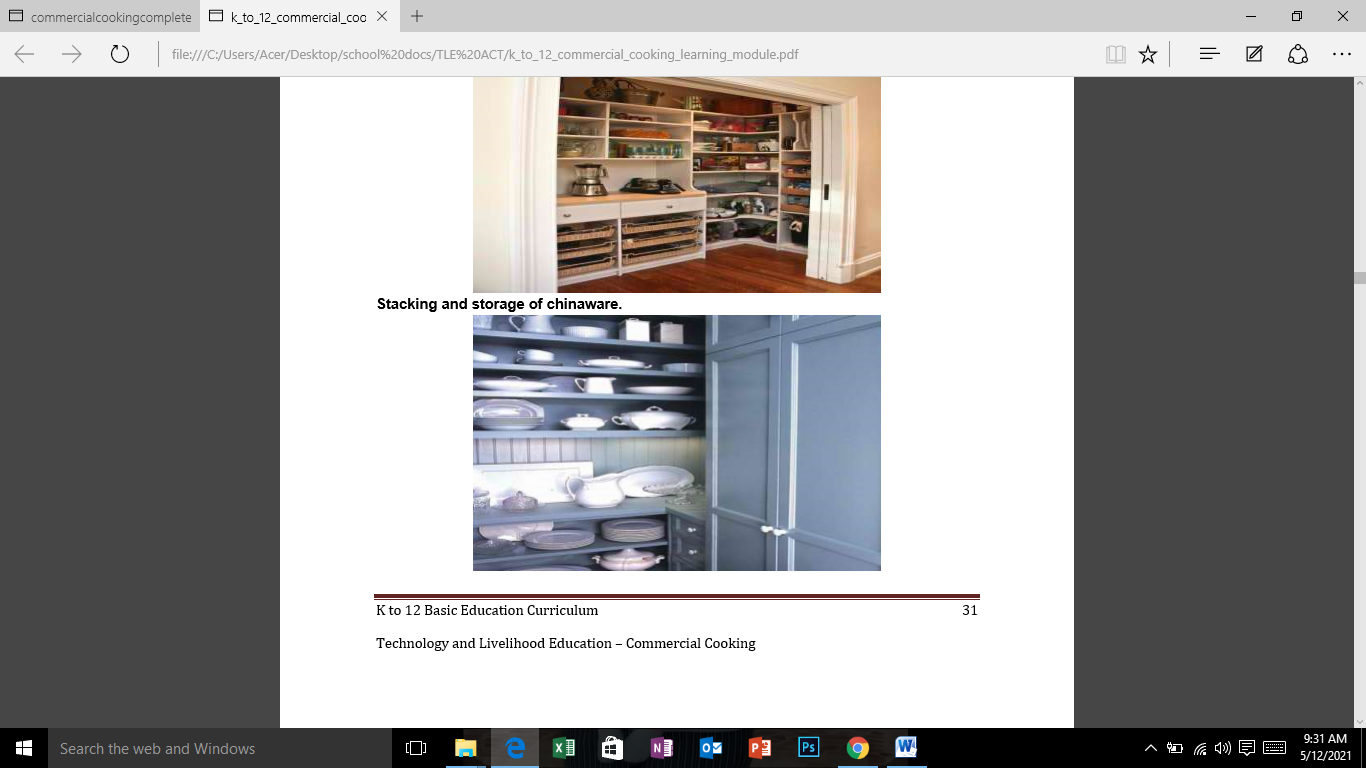 commercialcookingcomplete
k_to_12_commercial_coo
file:///C:/Users/Acer/Desktop/school%20docs/TLE%20ACT/k_to_12_commercial_cooking_learning_module.pdf
Stacking and storage of chinaware.
K to 12 Basic Education Curriculum 31
Technology and Livelihood Education – Commercial Cooking
Search the web and Windows
9:31 AM
5/12/2021